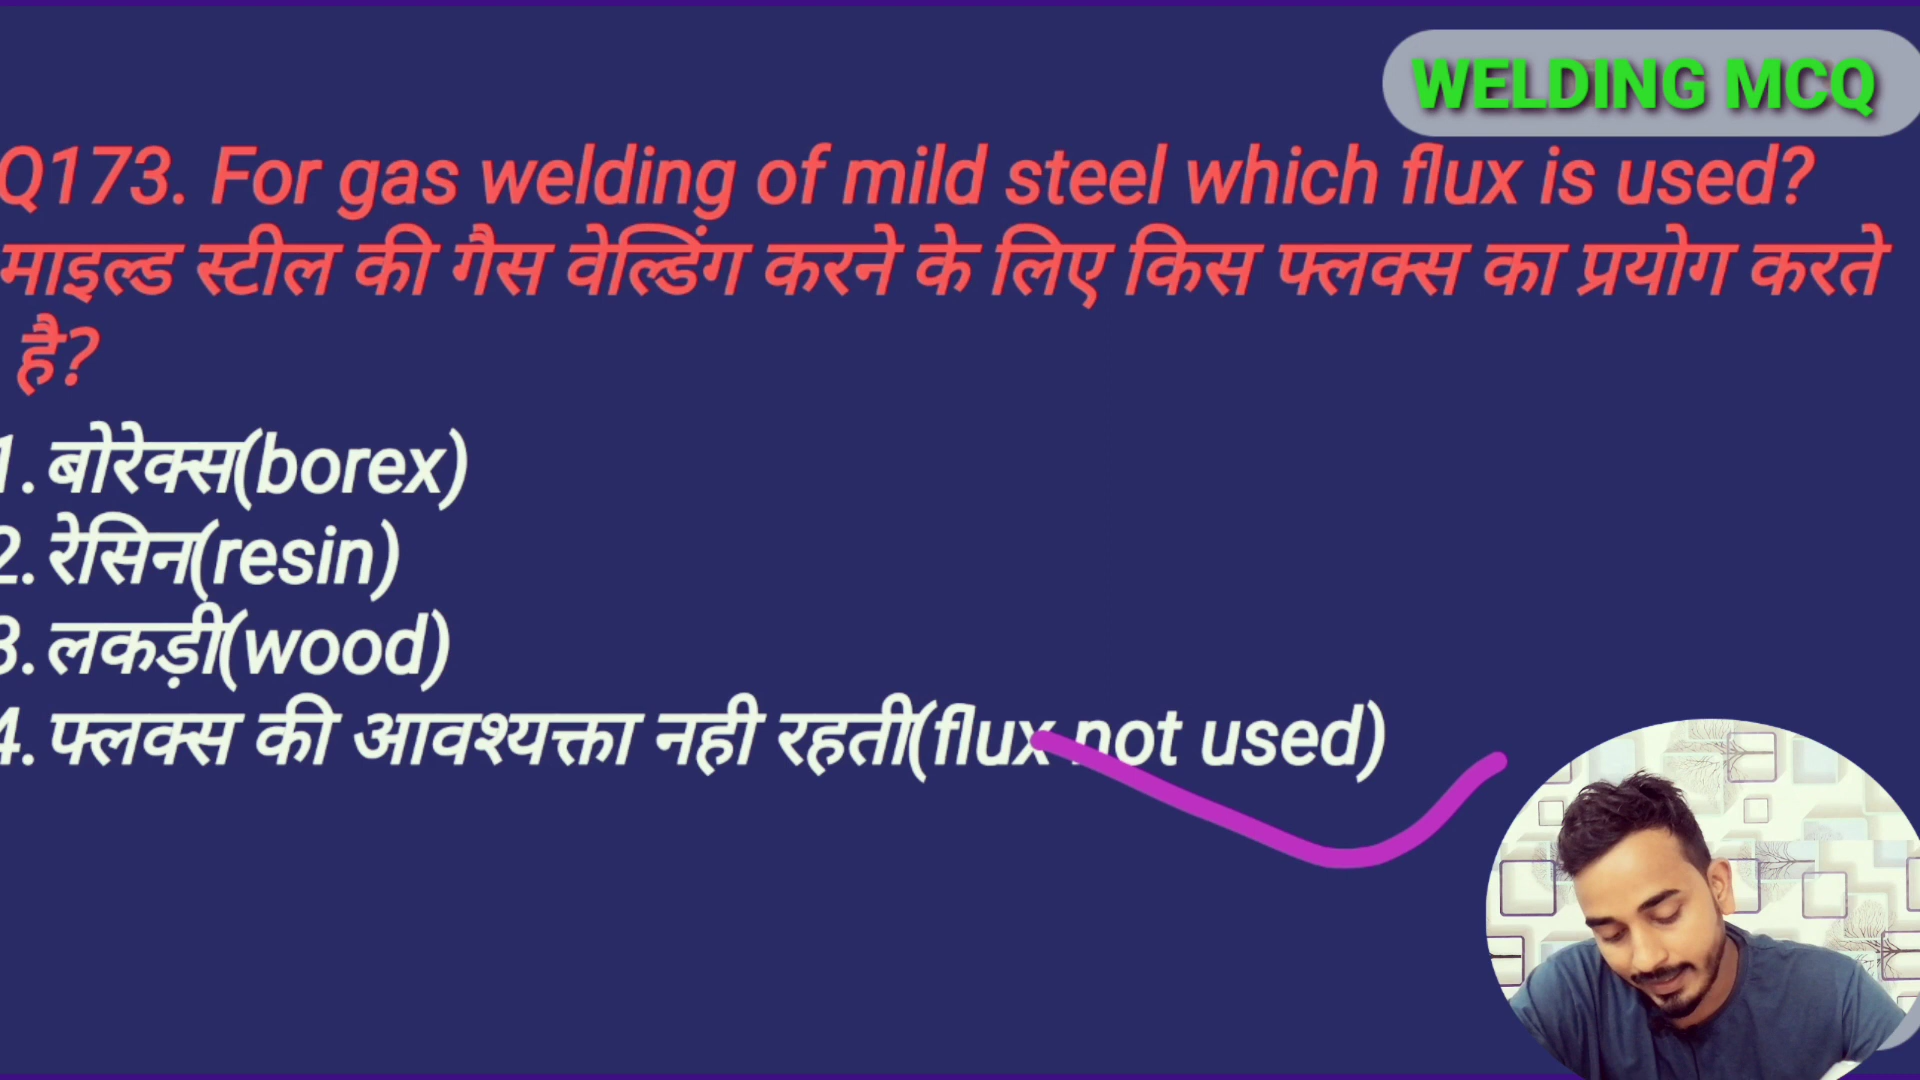 WELDING MCQ
Q173. For gas welding of mild steel which flux is used?
माइल्ड स्टील की गैस वेल्डिंग करने के लिए किस फ्लक्स का प्रयोग करते
है?
1. बोरेक्स(borex)
2. रेसिन(resin)
3. लकड़ी(wood)
4. फ्लक्स की आवश्यक्ता नही रहती(flux not used)